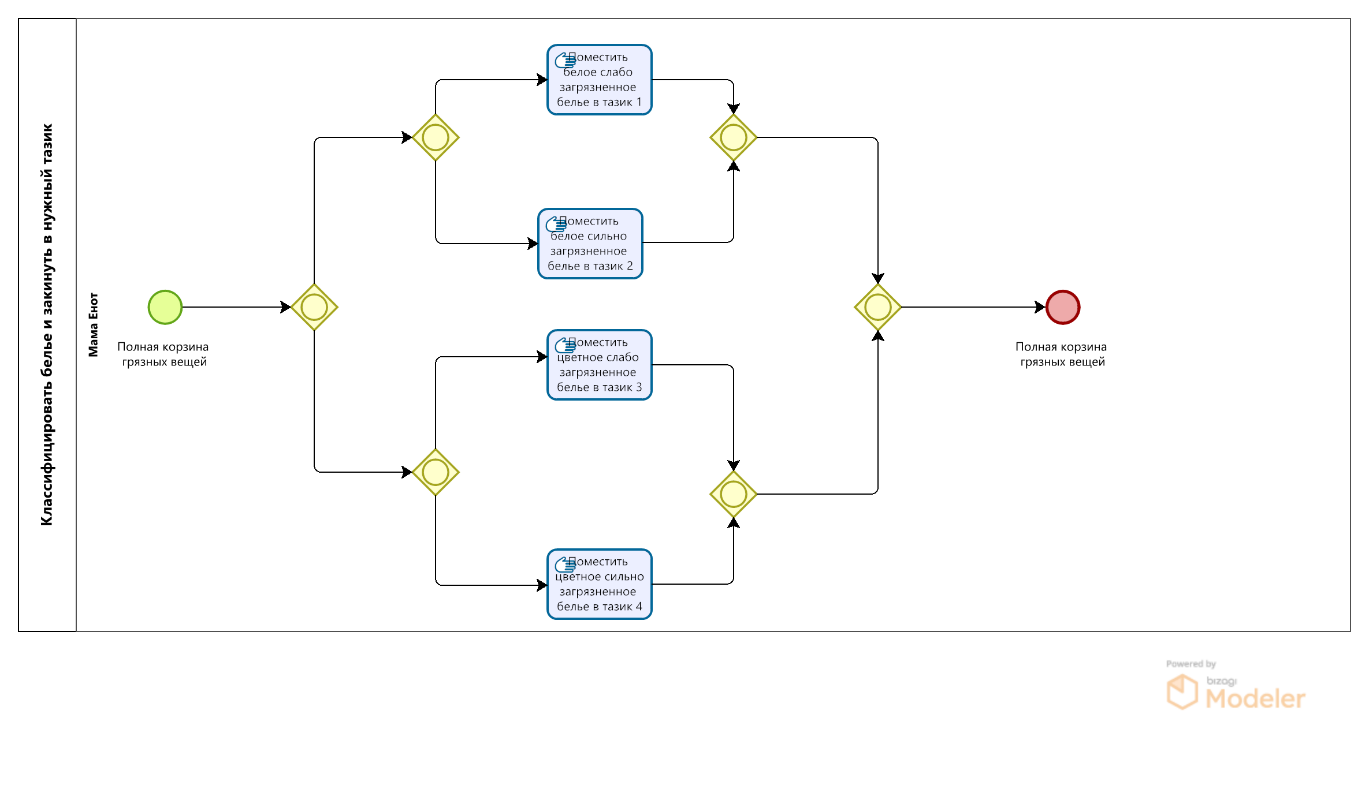 Классифицировать белье и закинуть в нужный тазик
Мама Енот
Полная корзина
грязных вещей
Поместить
белое слабо
загрязненное
белье в тазик 1
Поместить
белое сильно
загрязненное
белье в тазик 2
Поместить
цветное слабо
загрязненное
белье в тазик 3
Поместить
цветное сильно
загрязненное
белье в тазик 4
Полная корзина
грязных вещей
Powered by
bizagi
Modeler